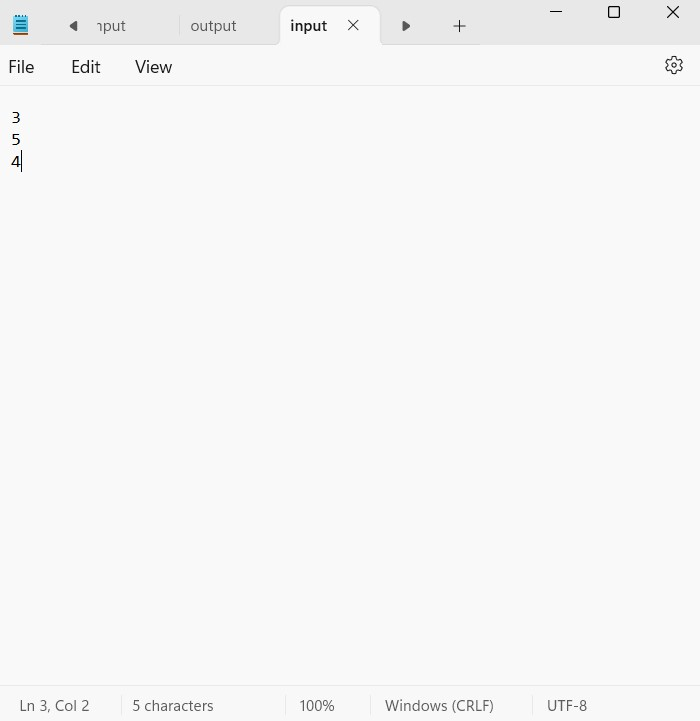 nput output input
File Edit View
3
5
4
Ln 3, Col 2 5 characters 100% Windows (CRLF) UTF-8